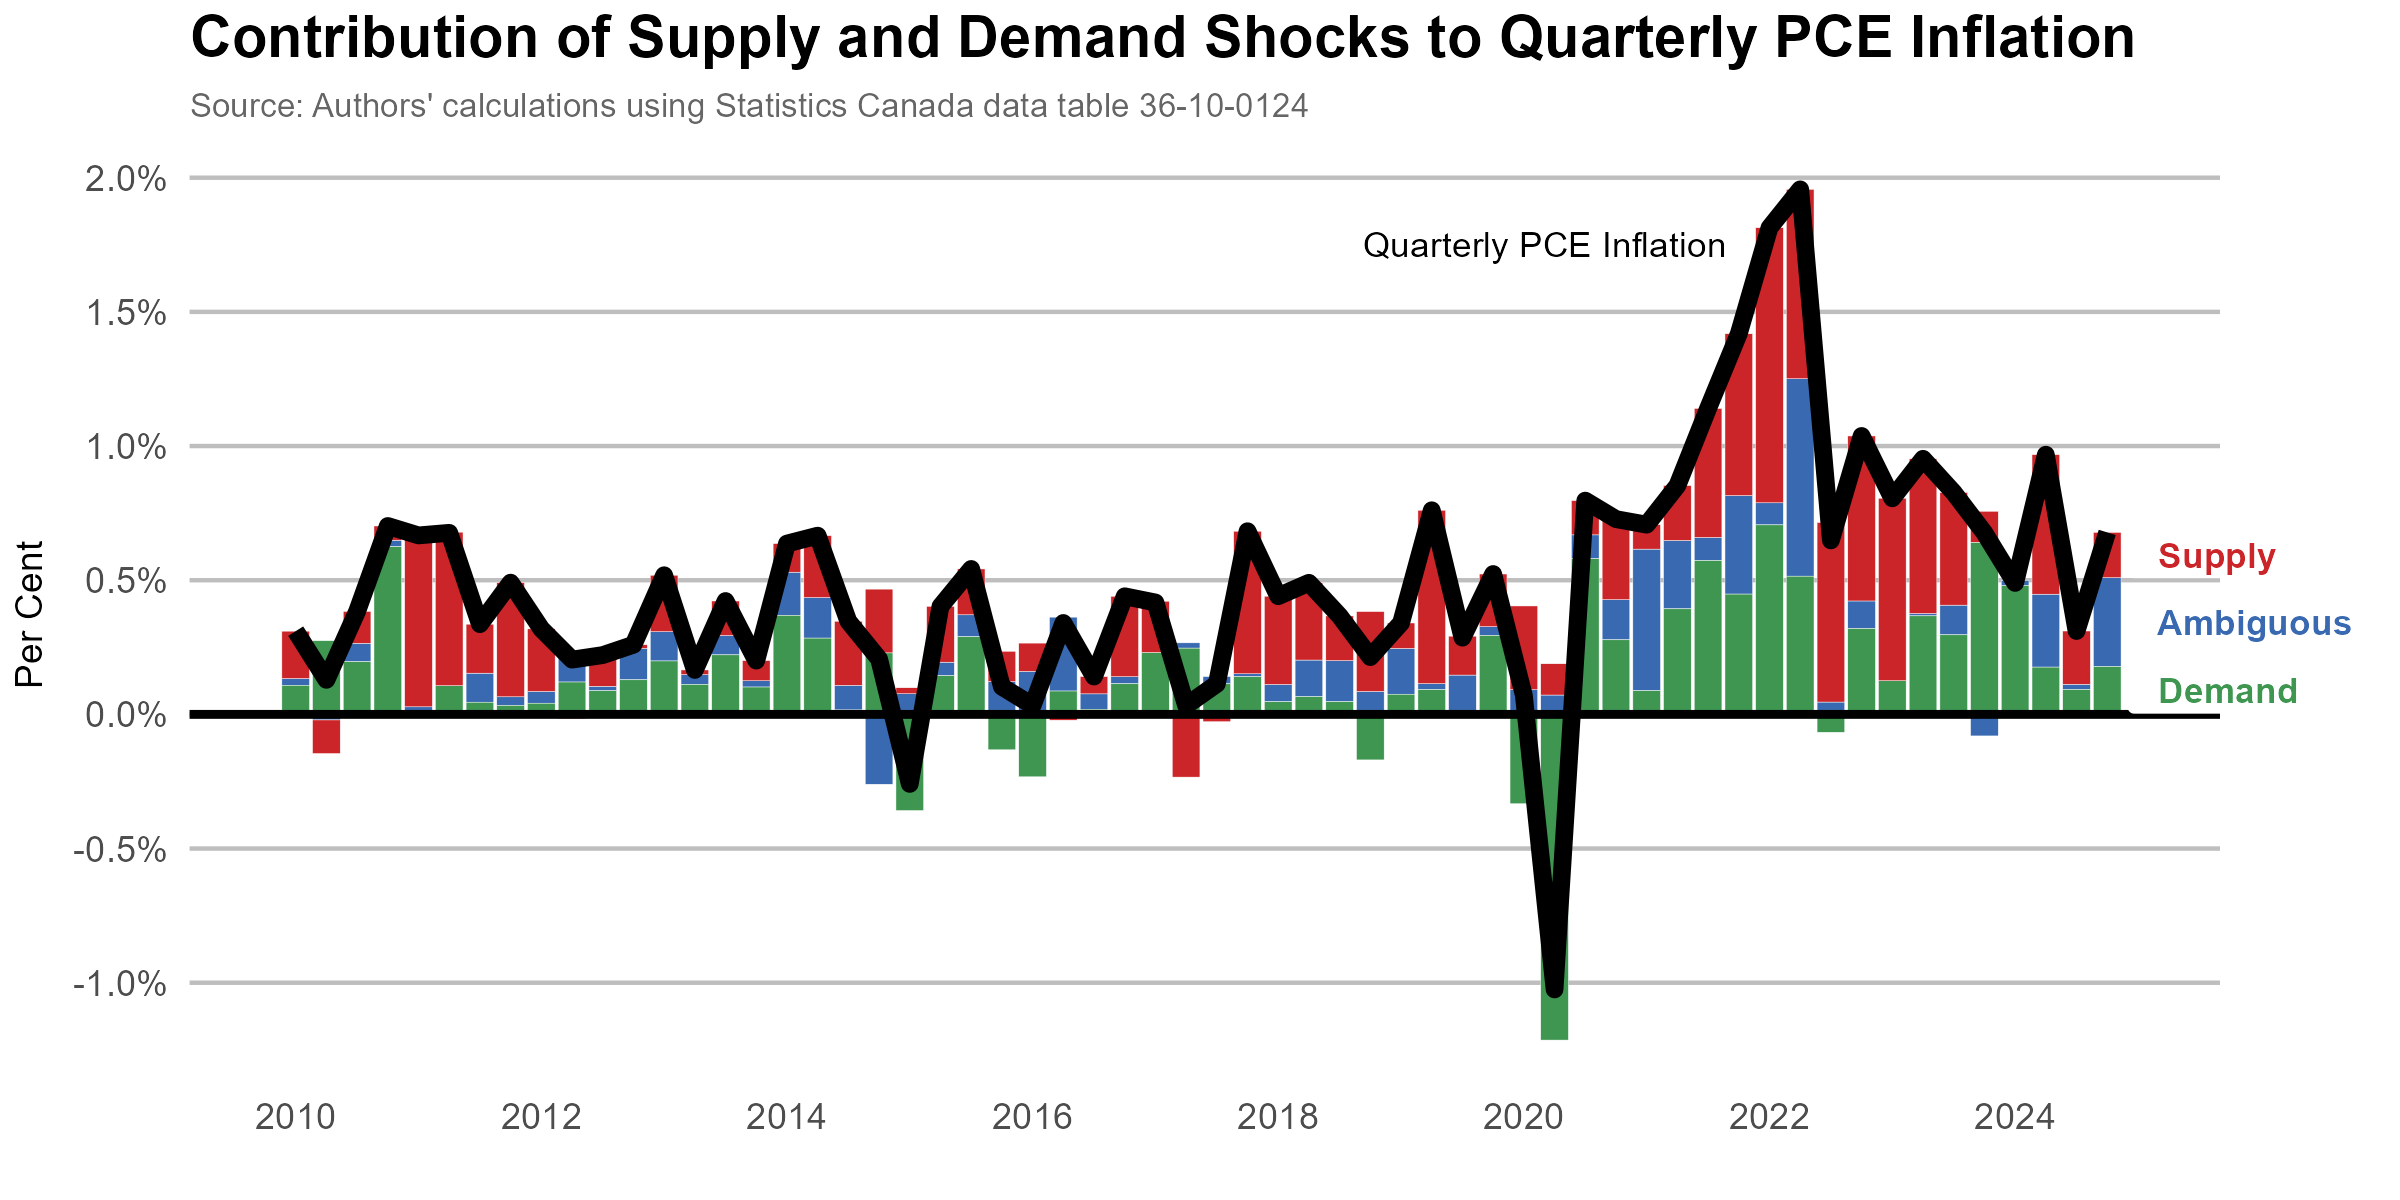 Contribution of Supply and Demand Shocks to Quarterly PCE Inflation
Source: Authors' calculations using Statistics Canada data table 36-10-0124
2.0%
Quarterly PCE Inflation
1.5%
1.0%
0.5%
Supply
Ambiguous
Demand
0.0%
-0.5%
-1.0%
Per Cent
2010 2012 2014 2016 2018 2020 2022 2024